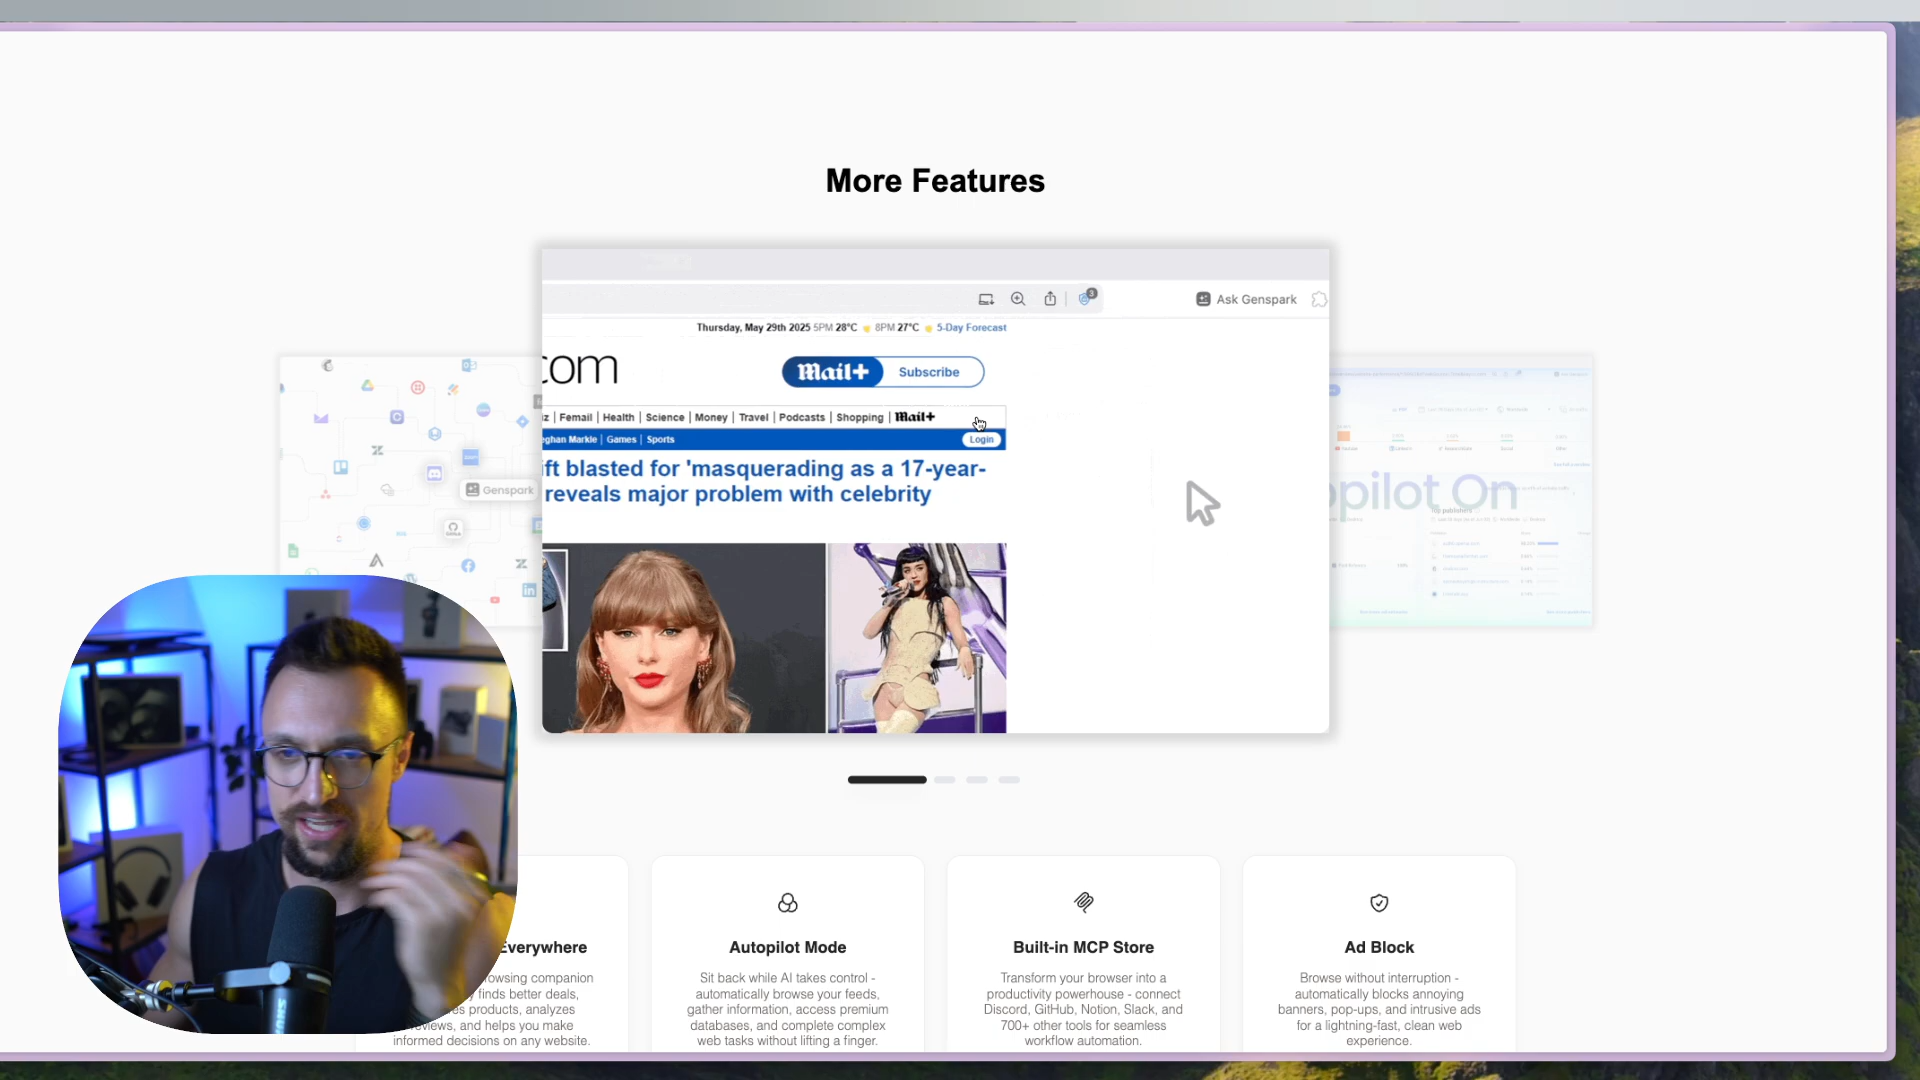 More Features
3
Ask Genspark
Thursday, May 29th 2025 5PM 28°C 8PM 27°C 5-Day Forecast
com
Mail+ Subscribe
z | Femail | Health | Science | Money | Travel | Podcasts | Shopping | Mail+
eghan Markle | Games | Sports
Login
ift blasted for 'masquerading as a 17-year-
reveals major problem with celebrity
Genspark
pilot On
Everywhere
owsing companion
finds better deals,
es products, analyzes
views, and helps you make
informed decisions on any website.
Autopilot Mode
Sit back while AI takes control -
automatically browse your feeds,
gather information, access premium
databases, and complete complex
web tasks without lifting a finger.
Built-in MCP Store
Transform your browser into a
productivity powerhouse - connect
Discord, GitHub, Notion, Slack, and
700+ other tools for seamless
workflow automation.
Ad Block
Browse without interruption -
automatically blocks annoying
banners, pop-ups, and intrusive ads
for a lightning-fast, clean web
experience.